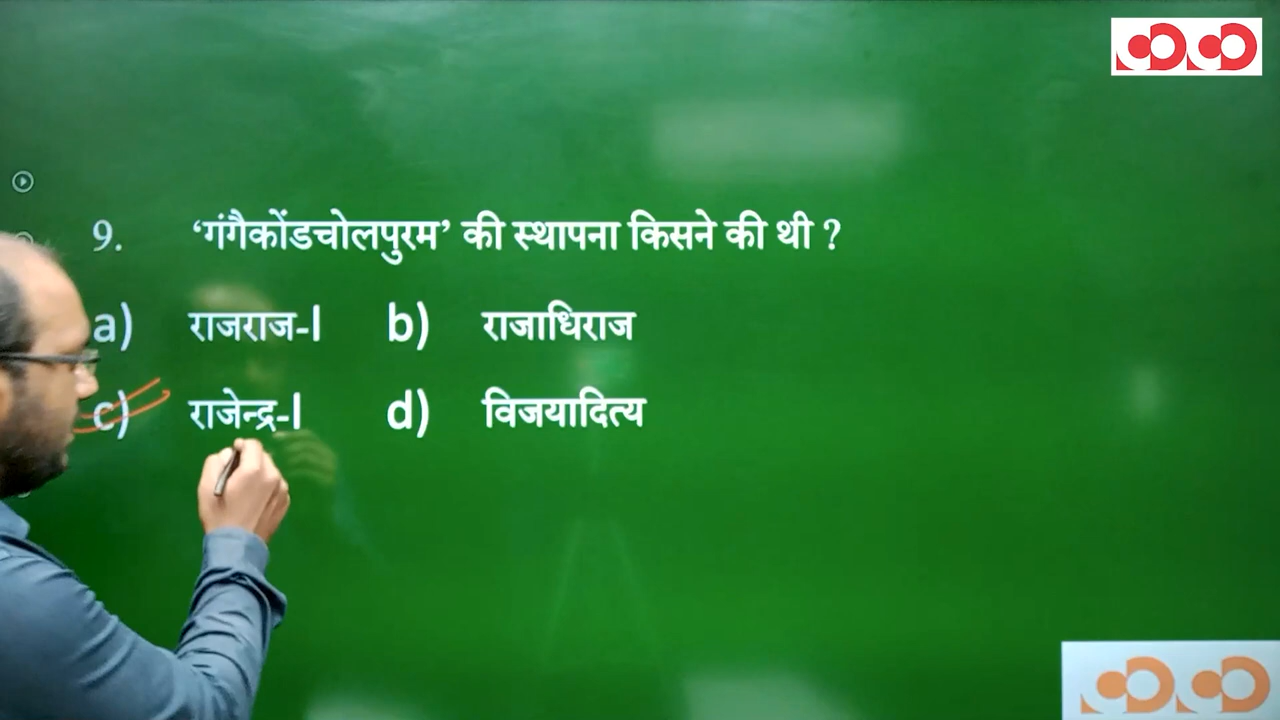 9. ‘गंगैकोंडचोलपुरम’ की स्थापना किसने की थी ?
a) राजराज-I b) राजाधिराज
c) राजेन्द्र-I d) विजयादित्य